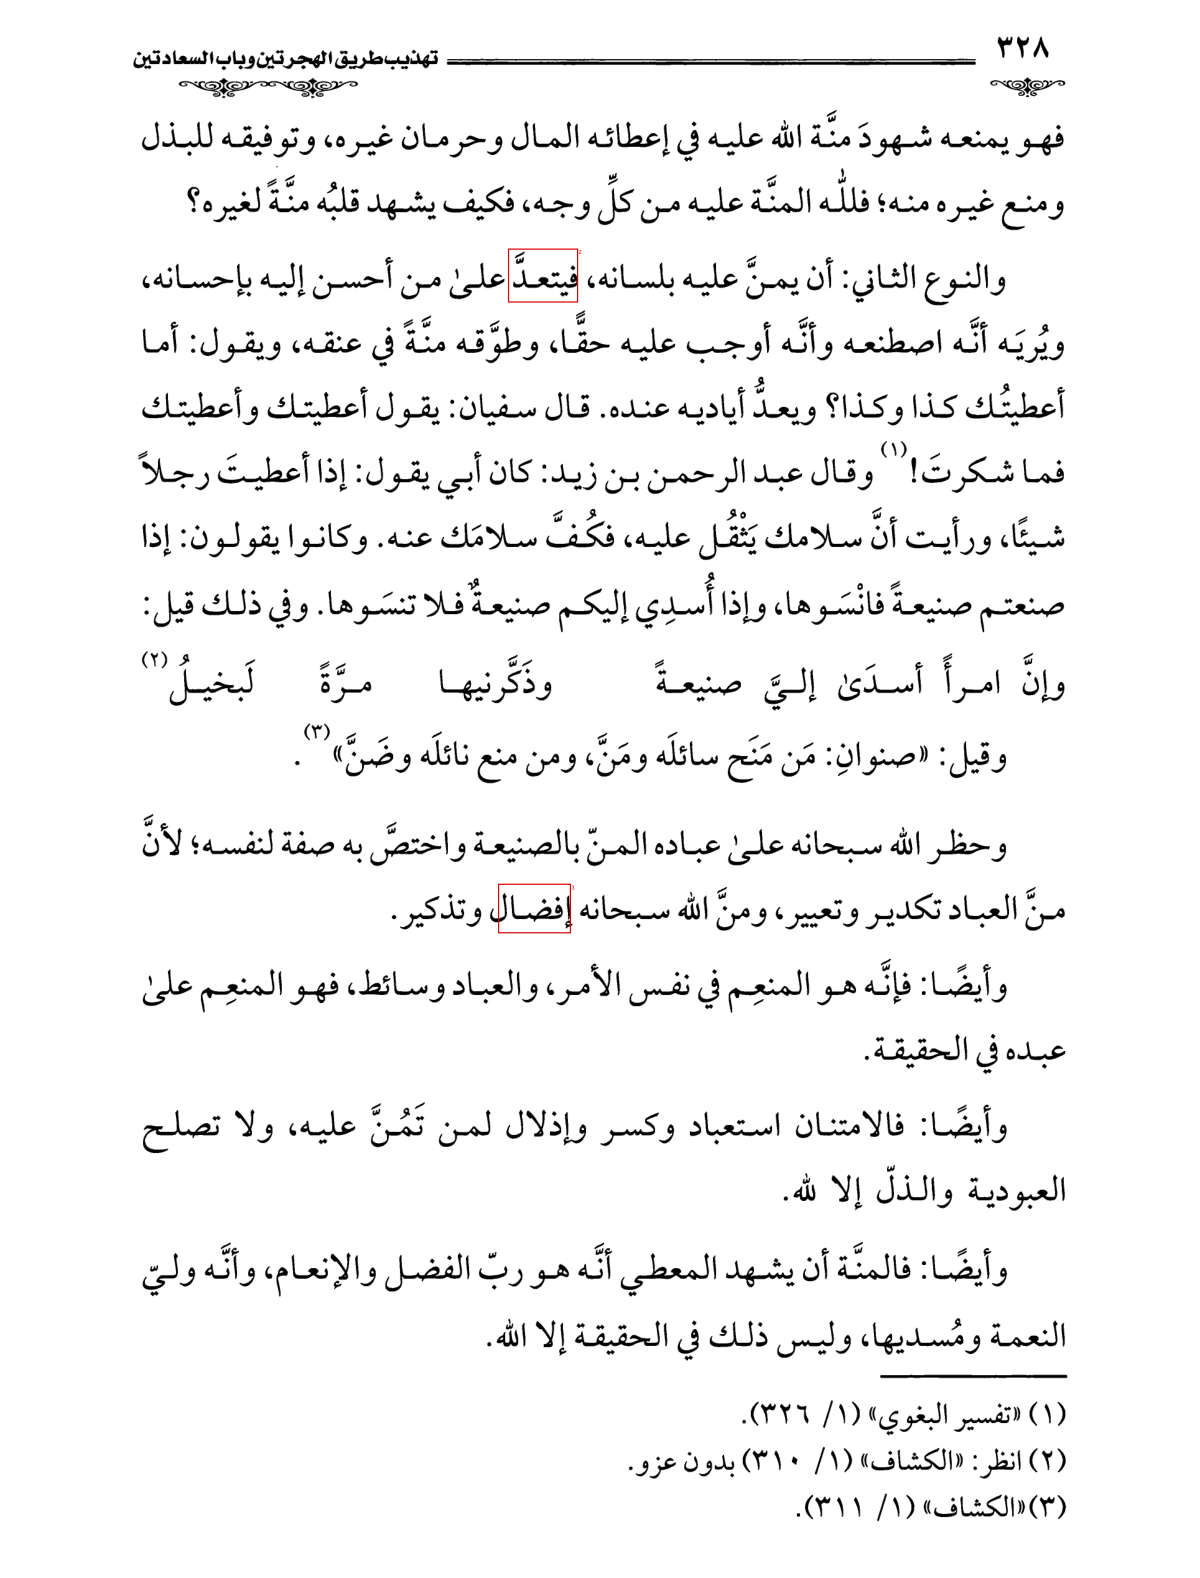 ٣٢٨
تهذيب طريق الهجرتين وباب السعادتين
فهو يمنعه شهودَ منَّة الله عليه في إعطائه المال وحرمان غيره، وتوفيقه للبذل
ومنع غيره منه؛ فللّه المنَّة عليه من كلِّ وجه، فكيف يشهد قلبُه منَّةً لغيره؟
والنوع الثاني: أن يمنَّ عليه بلسانه، فيتعدَّ علىٰ من أحسن إليه بإحسانه،
ويُريَه أنَّه اصطنعه وأنَّه أوجب عليه حقًّا، وطوَّقه منَّةً في عنقه، ويقول: أما
أعطيتُك كذا وكذا؟ ويعدُّ أياديه عنده. قال سفيان: يقول أعطيتك وأعطيتك
فما شكرتَ!(١) وقال عبد الرحمن بن زيد: كان أبي يقول: إذا أعطيتَ رجلاً
شيئًا، ورأيت أنَّ سلامك يَثْقُل عليه، فكُفَّ سلامَك عنه. وكانوا يقولون: إذا
صنعتم صنيعةً فانْسَوها، وإذا أُسدِي إليكم صنيعةٌ فلا تنسَوها. وفي ذلك قيل:
وإنَّ امرأً أسدَىٰ إليَّ صنيعةً وذَكَّرنيها مرَّةً لَبخيلُ(٢)
وقيل: «صنوانِ: مَن مَنَح سائلَه ومَنَّ، ومن منع نائلَه وضَنَّ»(٣).
وحظر الله سبحانه علىٰ عباده المنّ بالصنيعة واختصَّ به صفة لنفسه؛ لأنَّ
منَّ العباد تكدير وتعيير، ومنَّ الله سبحانه إفضال وتذكير.
وأيضًا: فإنَّه هو المنعِم في نفس الأمر، والعباد وسائط، فهو المنعِم علىٰ
عبده في الحقيقة.
وأيضًا: فالامتنان استعباد وكسر وإذلال لمن تَمُنَّ عليه، ولا تصلح
العبودية والذلّ إلا لله.
وأيضًا: فالمنَّة أن يشهد المعطي أنَّه هو ربّ الفضل والإنعام، وأنَّه وليّ
النعمة ومُسديها، وليس ذلك في الحقيقة إلا الله.
(١) «تفسير البغوي» (١/ ٣٢٦).
(٢) انظر: «الكشاف» (١/ ٣١٠) بدون عزو.
(٣) «الكشاف» (١/ ٣١١).